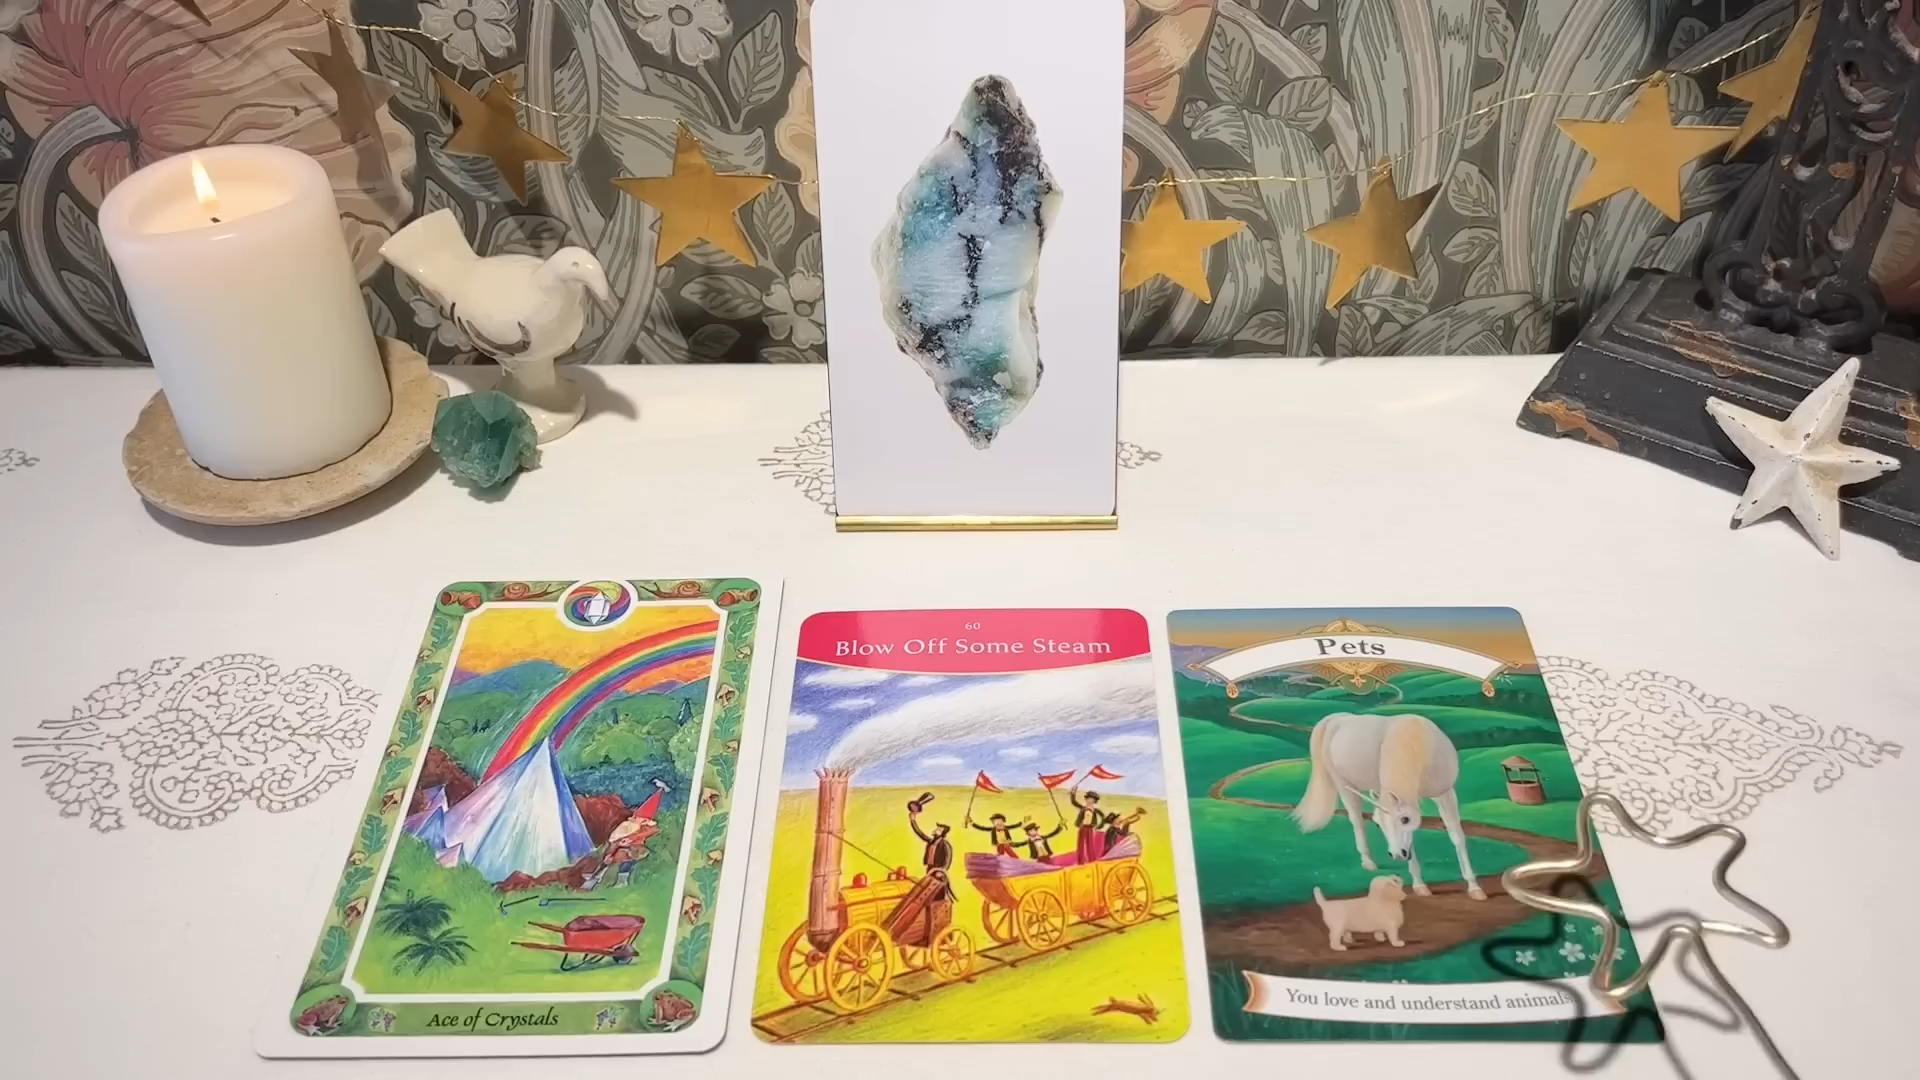 Ace of Crystals
60
Blow Off Some Steam
Pets
You love and understand animals